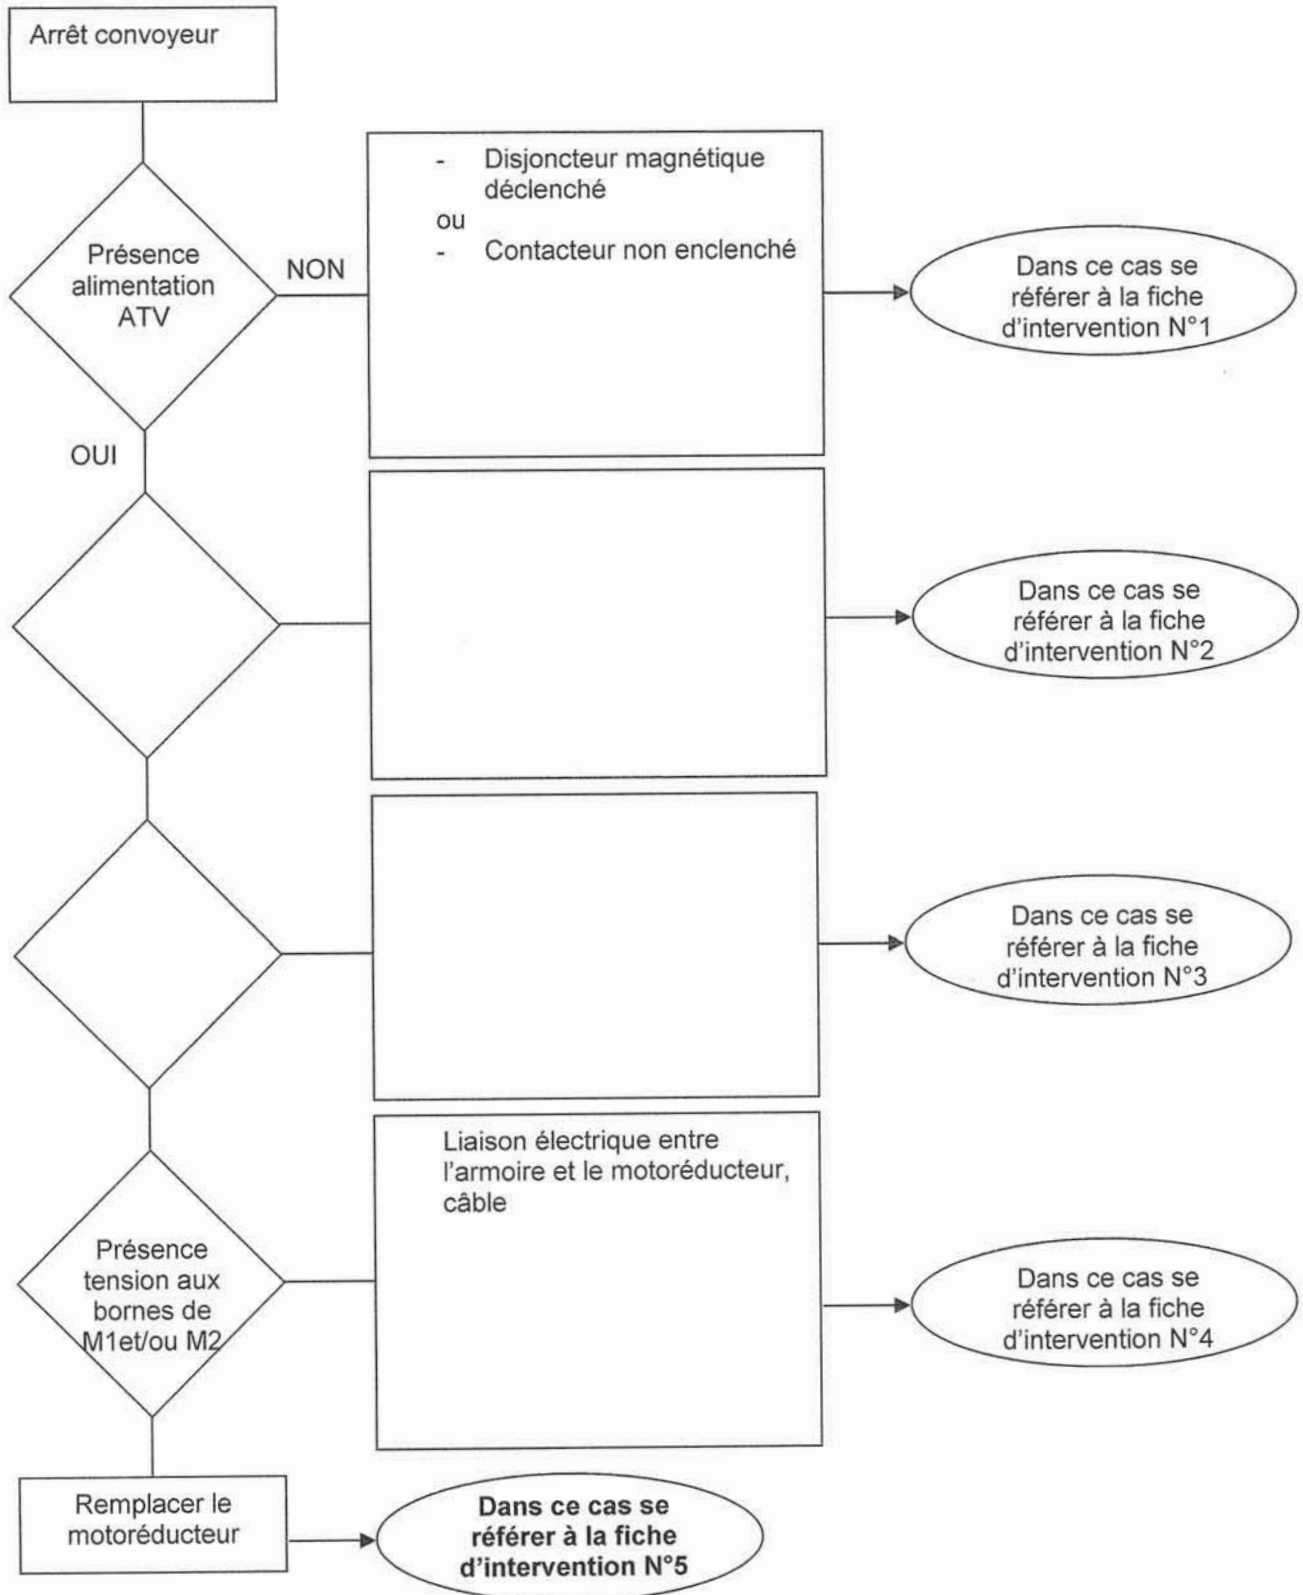 Arrêt convoyeur
Présence
alimentation
ATV
NON
- Disjoncteur magnétique
déclenché
ou
- Contacteur non enclenché
Dans ce cas se
référer à la fiche
d'intervention N°1
OUI
Dans ce cas se
référer à la fiche
d'intervention N°2
Dans ce cas se
référer à la fiche
d'intervention N°3
Présence
tension aux
bornes de
M1et/ou M2
Liaison électrique entre
l'armoire et le motoréducteur,
câble
Dans ce cas se
référer à la fiche
d'intervention N°4
Remplacer le
motoréducteur
Dans ce cas se
référer à la fiche
d'intervention N°5